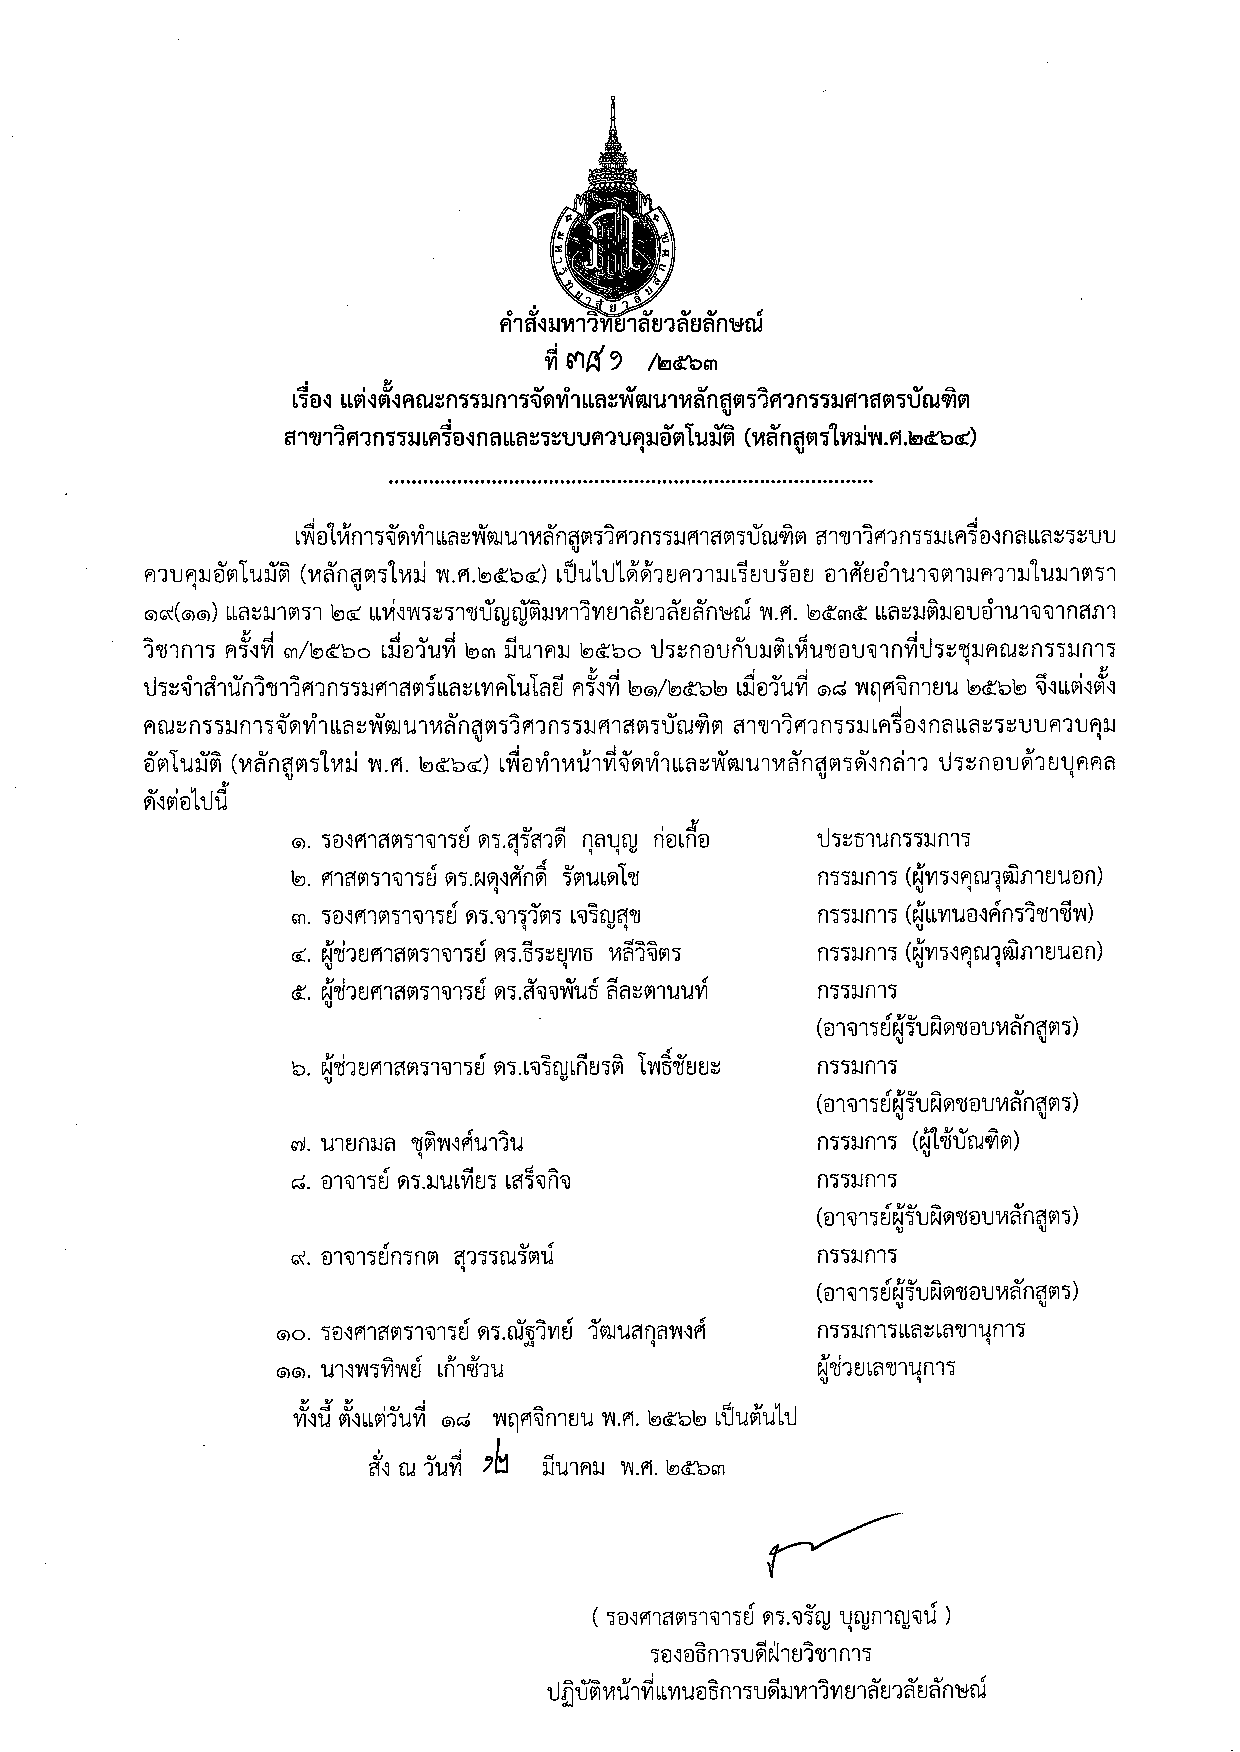 คำสั่งมหาวิทยาลัยวลัยลักษณ์
ที่ ๓๘๑ /๒๕๖๓
เรื่อง แต่งตั้งคณะกรรมการจัดทำและพัฒนาหลักสูตรวิศวกรรมศาสตรบัณฑิต
สาขาวิศวกรรมเครื่องกลและระบบควบคุมอัตโนมัติ (หลักสูตรใหม่พ.ศ.๒๕๖๔)
เพื่อให้การจัดทำและพัฒนาหลักสูตรวิศวกรรมศาสตรบัณฑิต สาขาวิศวกรรมเครื่องกลและระบบ
ควบคุมอัตโนมัติ (หลักสูตรใหม่ พ.ศ.๒๕๖๔) เป็นไปได้ด้วยความเรียบร้อย อาศัยอำนาจตามความในมาตรา
๑๙(๑๑) และมาตรา ๒๔ แห่งพระราชบัญญัติมหาวิทยาลัยวลัยลักษณ์ พ.ศ. ๒๕๓๕ และมติมอบอำนาจจากสภา
วิชาการ ครั้งที่ ๓/๒๕๖๐ เมื่อวันที่ ๒๓ มีนาคม ๒๕๖๐ ประกอบกับมติเห็นชอบจากที่ประชุมคณะกรรมการ
ประจำสำนักวิชาวิศวกรรมศาสตร์และเทคโนโลยี ครั้งที่ ๒๑/๒๕๖๒ เมื่อวันที่ ๑๘ พฤศจิกายน ๒๕๖๒ จึงแต่งตั้ง
คณะกรรมการจัดทำและพัฒนาหลักสูตรวิศวกรรมศาสตรบัณฑิต สาขาวิศวกรรมเครื่องกลและระบบควบคุม
อัตโนมัติ (หลักสูตรใหม่ พ.ศ. ๒๕๖๔) เพื่อทำหน้าที่จัดทำและพัฒนาหลักสูตรดังกล่าว ประกอบด้วยบุคคล
ดังต่อไปนี้
๑. รองศาสตราจารย์ ดร.สุรัสวดี กุลบุญ ก่อเกื้อ ประธานกรรมการ
๒. ศาสตราจารย์ ดร.ผดุงศักดิ์ รัตนเดโช กรรมการ (ผู้ทรงคุณวุฒิภายนอก)
๓. รองศาตราจารย์ ดร.จารุวัตร เจริญสุข กรรมการ (ผู้แทนองค์กรวิชาชีพ)
๔. ผู้ช่วยศาสตราจารย์ ดร.ธีระยุทธ หลีวิจิตร กรรมการ (ผู้ทรงคุณวุฒิภายนอก)
๕. ผู้ช่วยศาสตราจารย์ ดร.สัจจพันธ์ ลีละตานนท์ กรรมการ
(อาจารย์ผู้รับผิดชอบหลักสูตร)
๖. ผู้ช่วยศาสตราจารย์ ดร.เจริญเกียรติ โพธิ์ชัยยะ กรรมการ
(อาจารย์ผู้รับผิดชอบหลักสูตร)
๗. นายกมล ชุติพงศ์นาวิน กรรมการ (ผู้ใช้บัณฑิต)
๘. อาจารย์ ดร.มนเทียร เสร็จกิจ กรรมการ
(อาจารย์ผู้รับผิดชอบหลักสูตร)
๙. อาจารย์กรกต สุวรรณรัตน์ กรรมการ
(อาจารย์ผู้รับผิดชอบหลักสูตร)
๑๐. รองศาสตราจารย์ ดร.ณัฐวิทย์ วัฒนสกุลพงศ์ กรรมการและเลขานุการ
๑๑. นางพรทิพย์ เก้าซ้วน ผู้ช่วยเลขานุการ
ทั้งนี้ ตั้งแต่วันที่ ๑๘ พฤศจิกายน พ.ศ. ๒๕๖๒ เป็นต้นไป
สั่ง ณ วันที่ ๑๒ มีนาคม พ.ศ. ๒๕๖๓
( รองศาสตราจารย์ ดร.จรัญ บุญกาญจน์ )
รองอธิการบดีฝ่ายวิชาการ
ปฏิบัติหน้าที่แทนอธิการบดีมหาวิทยาลัยวลัยลักษณ์